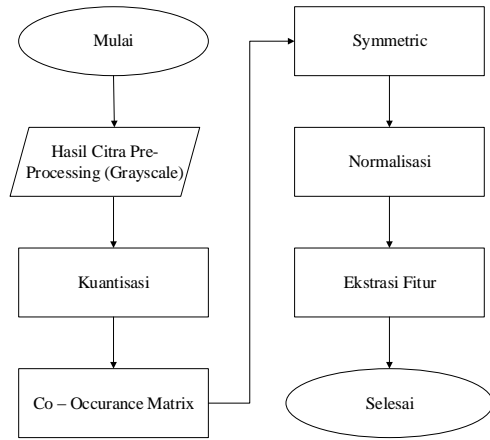 Mulai
Hasil Citra Pre-
Processing (Grayscale)
Kuantisasi
Co – Occurance Matrix
Symmetric
Normalisasi
Ekstrasi Fitur
Selesai